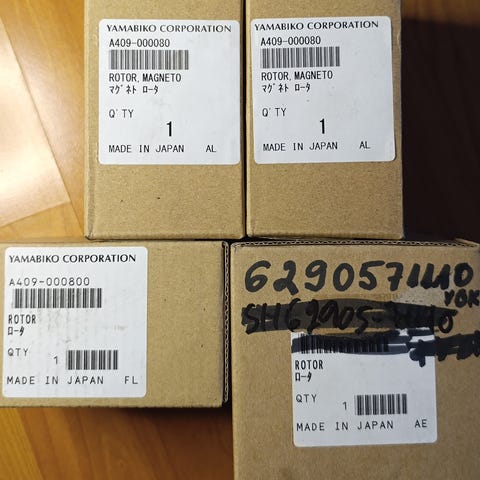 YAMABIKO CORPORATION
A409-000080
ROTOR, MAGNETO
マグネト ロータ
Q'TY
1
MADE IN JAPAN AL
YAMABIKO CORPORATION
A409-000080
ROTOR, MAGNETO
マグネト ロータ
Q'TY
1
MADE IN JAPAN AL
YAMABIKO CORPORATION
A409-000800
ROTOR
ロータ
QTY 1
MADE IN JAPAN FL
ROTOR
ロータ
QTY 1
MADE IN JAPAN AE